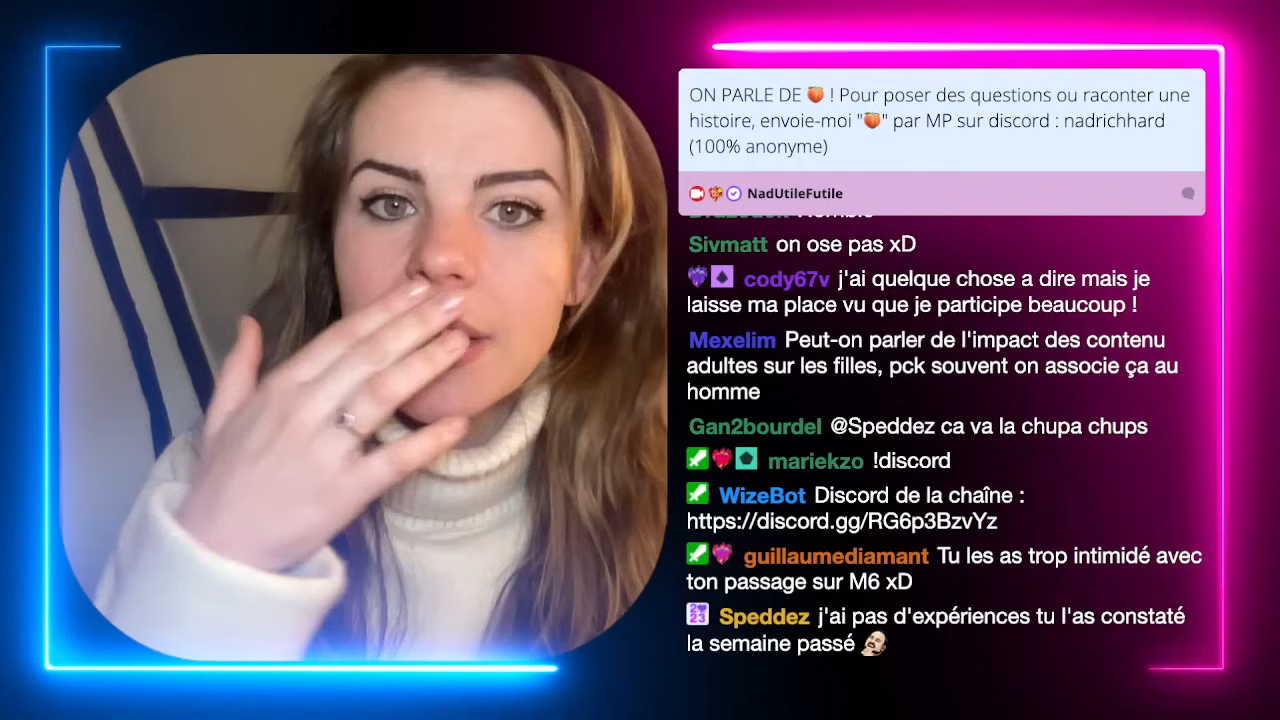 ON PARLE DE 🍑 ! Pour poser des questions ou raconter une
histoire, envoie-moi "🍑" par MP sur discord : nadrichhard
(100% anonyme)
NadUtileFutile
Sivmatt on ose pas xD
cody67v j'ai quelque chose a dire mais je
laisse ma place vu que je participe beaucoup !
Mexelim Peut-on parler de l'impact des contenu
adultes sur les filles, pck souvent on associe ça au
homme
Gan2bourdel @Speddez ca va la chupa chups
mariekzo !discord
WizeBot Discord de la chaîne :
https://discord.gg/RG6p3BzvYz
guillaumediamant Tu les as trop intimidé avec
ton passage sur M6 xD
Speddez j'ai pas d'expériences tu l'as constaté
la semaine passé